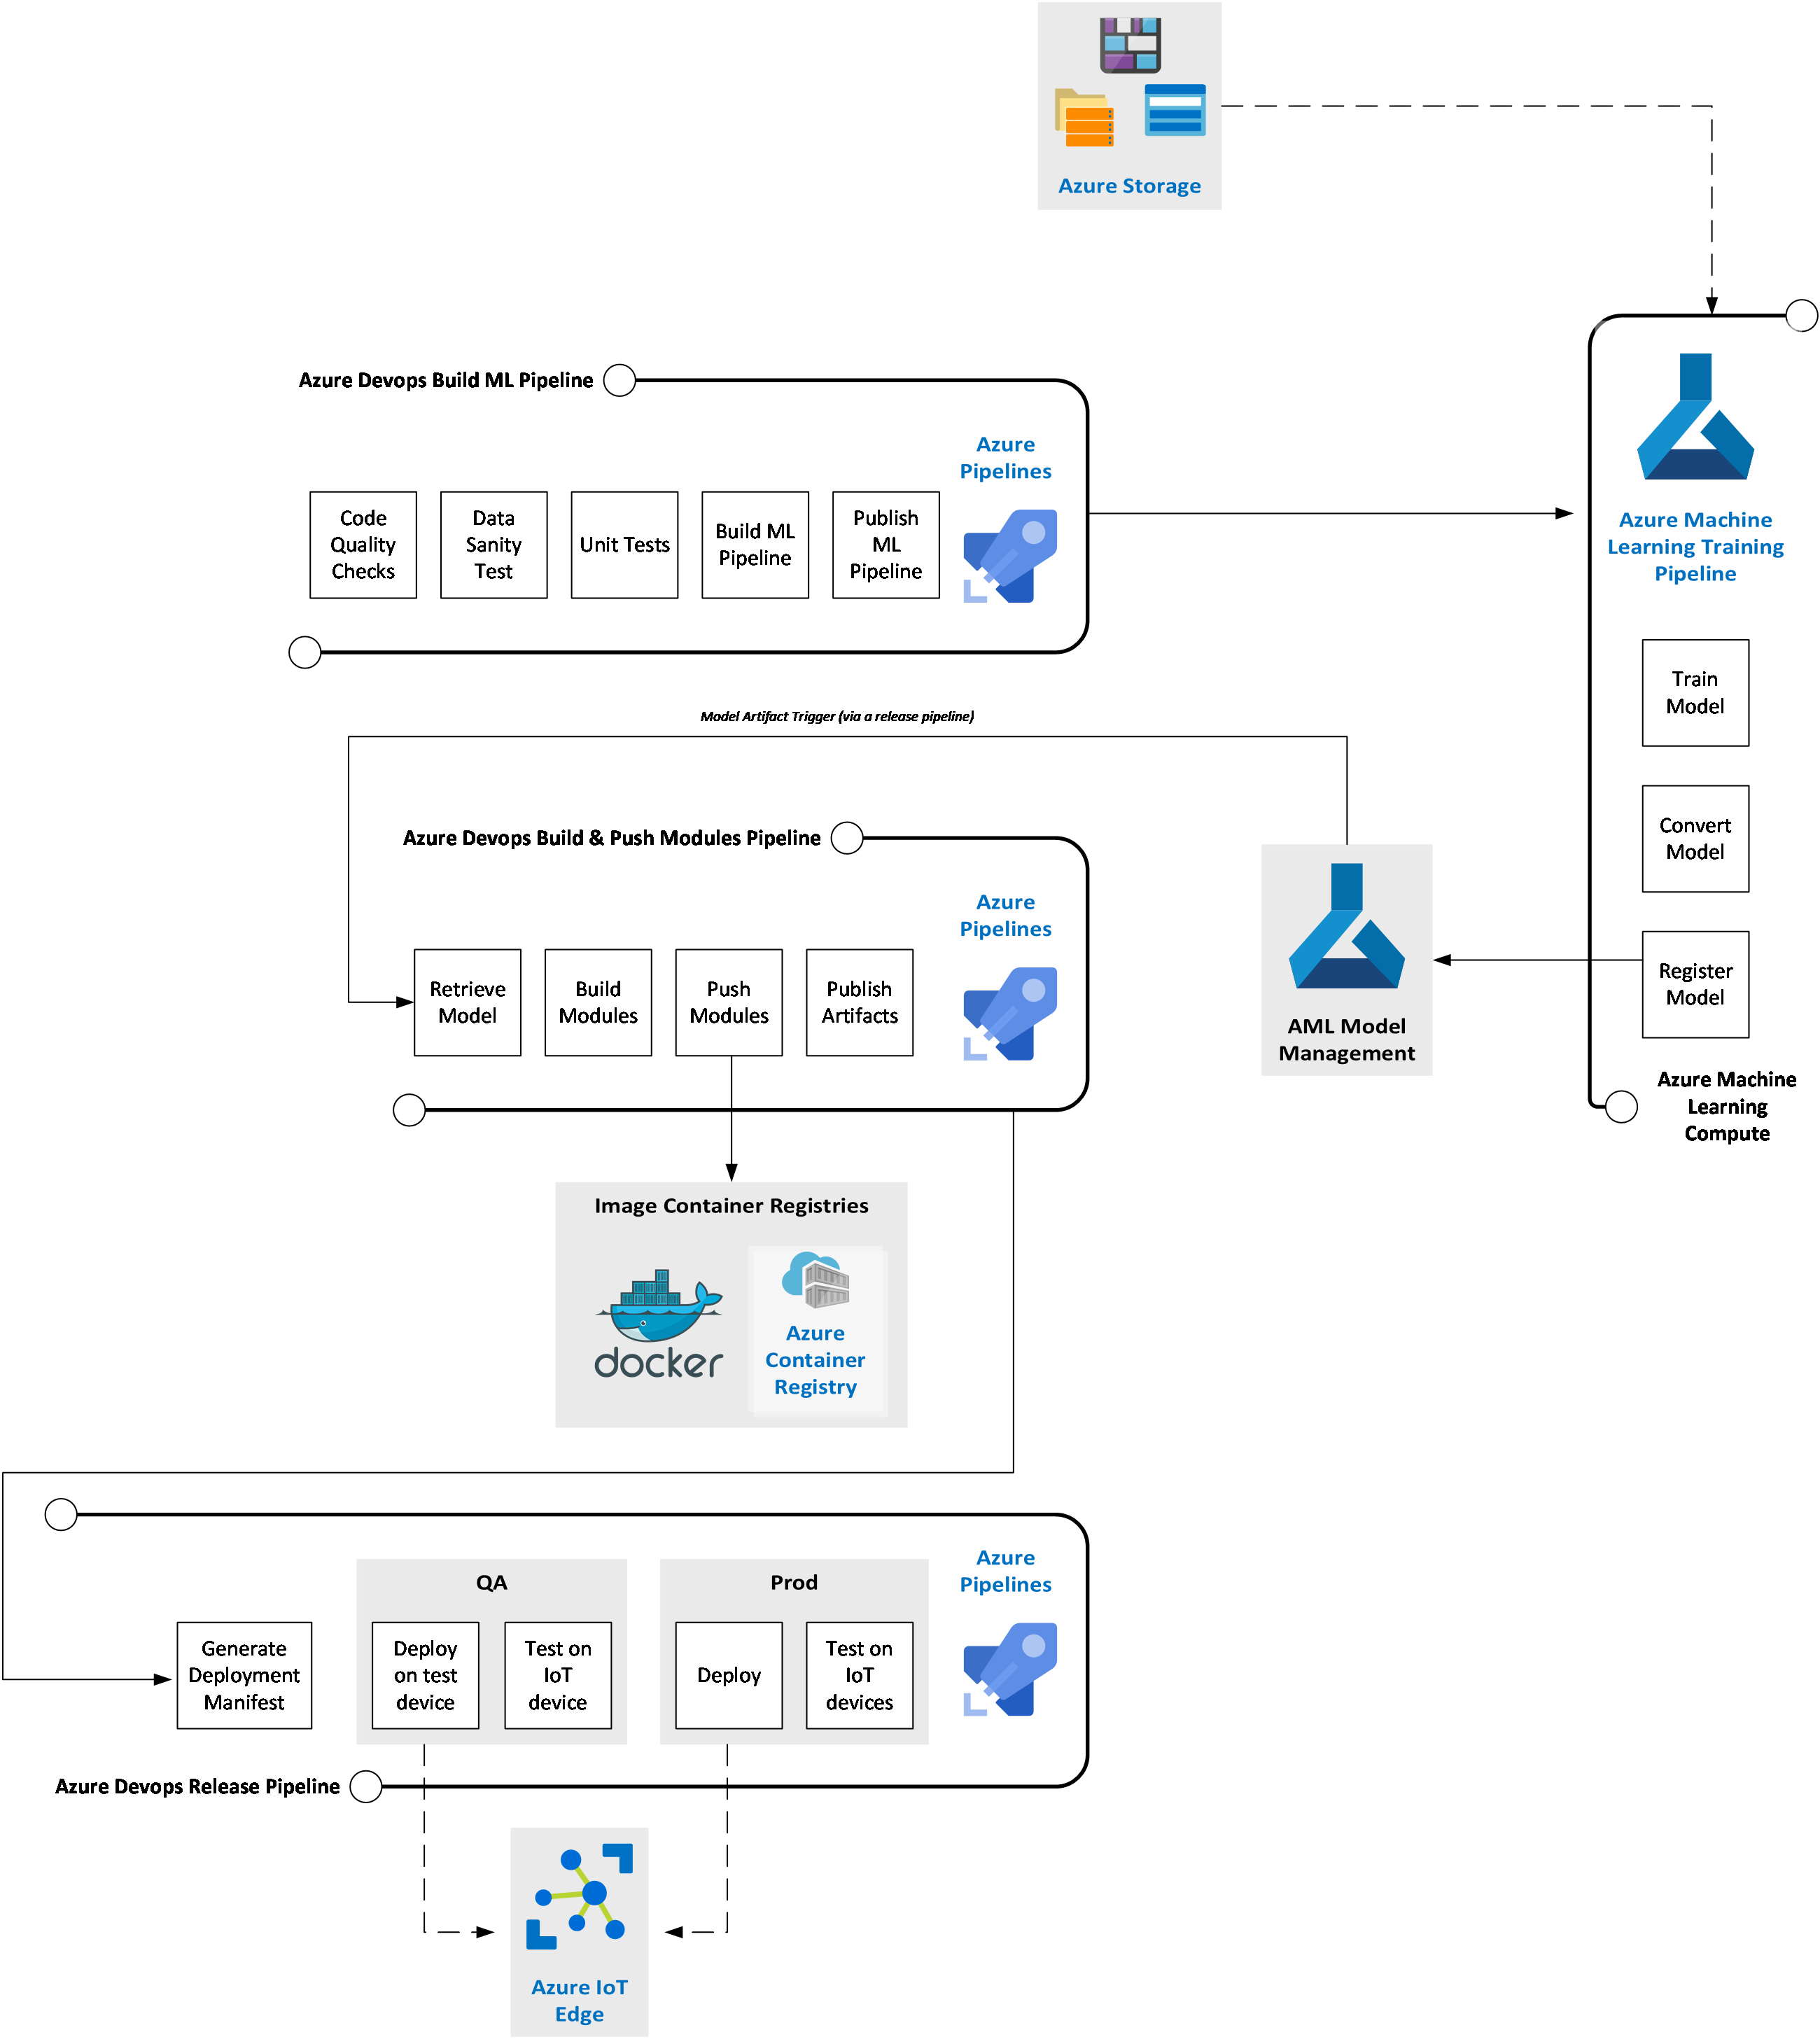 Azure Storage
Azure Devops Build ML Pipeline
Azure
Pipelines
Code
Quality
Checks
Data
Sanity
Test
Unit Tests
Build ML
Pipeline
Publish
ML
Pipeline
Azure Machine
Learning Training
Pipeline
Train
Model
Convert
Model
Register
Model
Azure Machine
Learning
Compute
Model Artifact Trigger (via a release pipeline)
AML Model
Management
Azure Devops Build & Push Modules Pipeline
Azure
Pipelines
Retrieve
Model
Build
Modules
Push
Modules
Publish
Artifacts
Image Container Registries
docker
Azure
Container
Registry
Azure
Pipelines
QA
Prod
Generate
Deployment
Manifest
Deploy
on test
device
Test on
IoT
device
Deploy
Test on
IoT
devices
Azure Devops Release Pipeline
Azure IoT
Edge